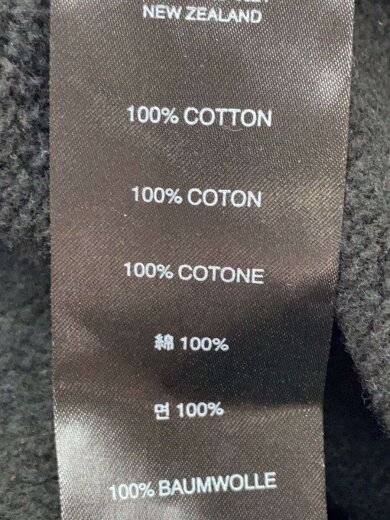 NEW ZEALAND
100% COTTON
100% COTON
100% COTONE
綿 100%
면 100%
100% BAUMWOLLE